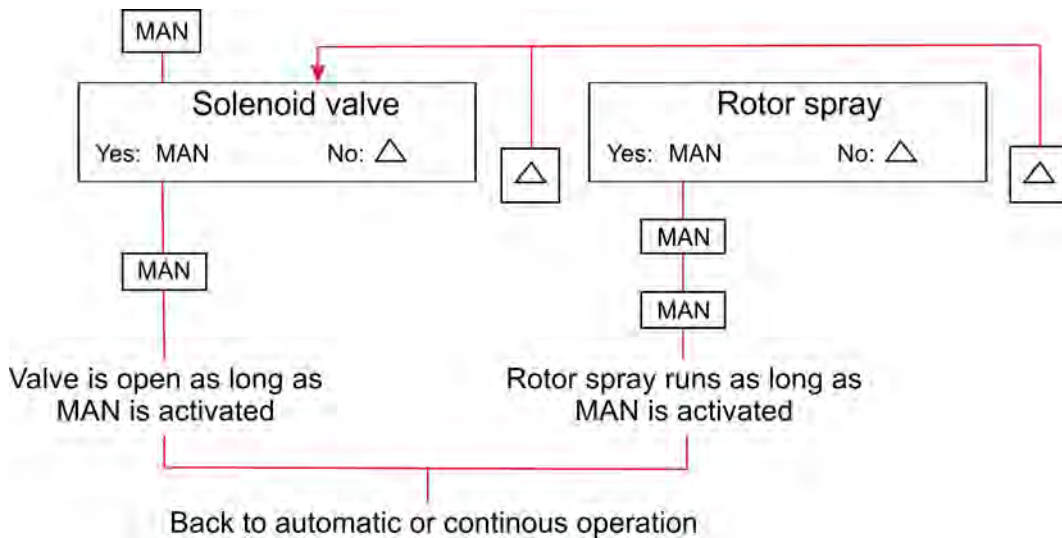 MAN
Solenoid valve
Yes: MAN No: △
△
Rotor spray
Yes: MAN No: △
△
MAN
MAN
MAN
Valve is open as long as
MAN is activated
Rotor spray runs as long as
MAN is activated
Back to automatic or continous operation